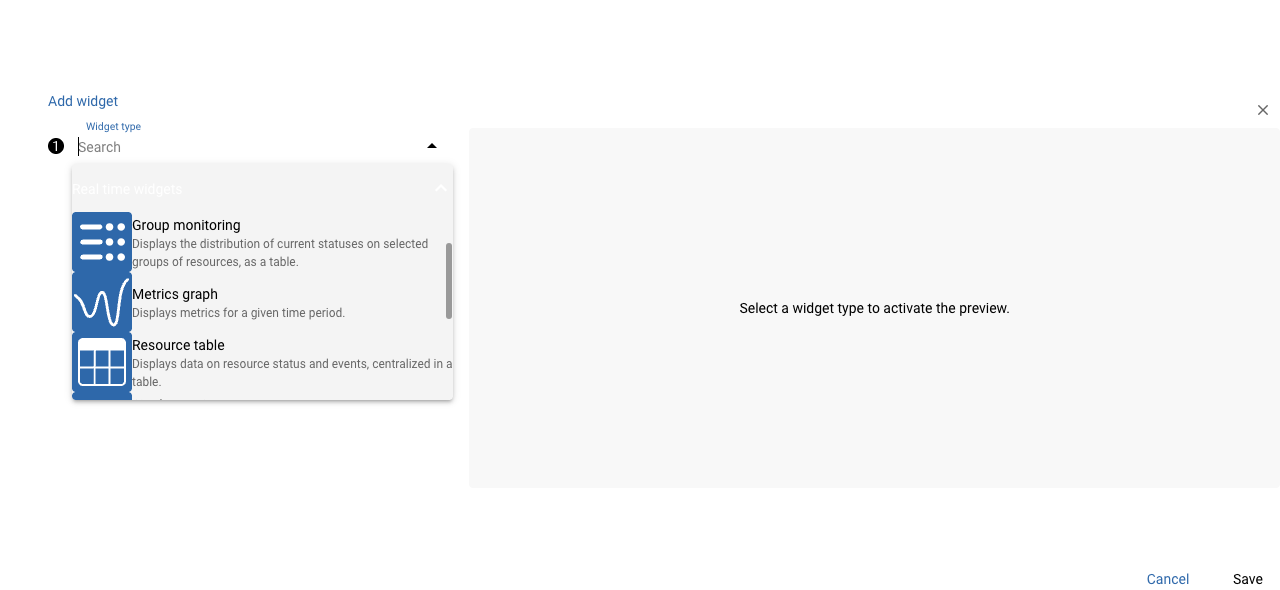 Add widget
Widget type
1
Search
Real time widgets
Group monitoring
Displays the distribution of current statuses on selected
groups of resources, as a table.
Metrics graph
Displays metrics for a given time period.
Resource table
Displays data on resource status and events, centralized in a
table.
Select a widget type to activate the preview.
Cancel
Save